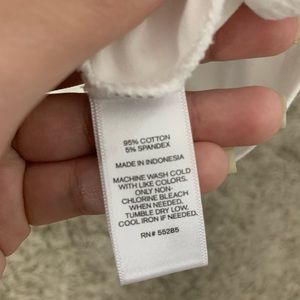 95% COTTON
5% SPANDEX
MADE IN INDONESIA
MACHINE WASH COLD
WITH LIKE COLORS.
ONLY NON-
CHLORINE BLEACH
WHEN NEEDED.
TUMBLE DRY LOW.
COOL IRON IF NEEDED.
RN# 55285